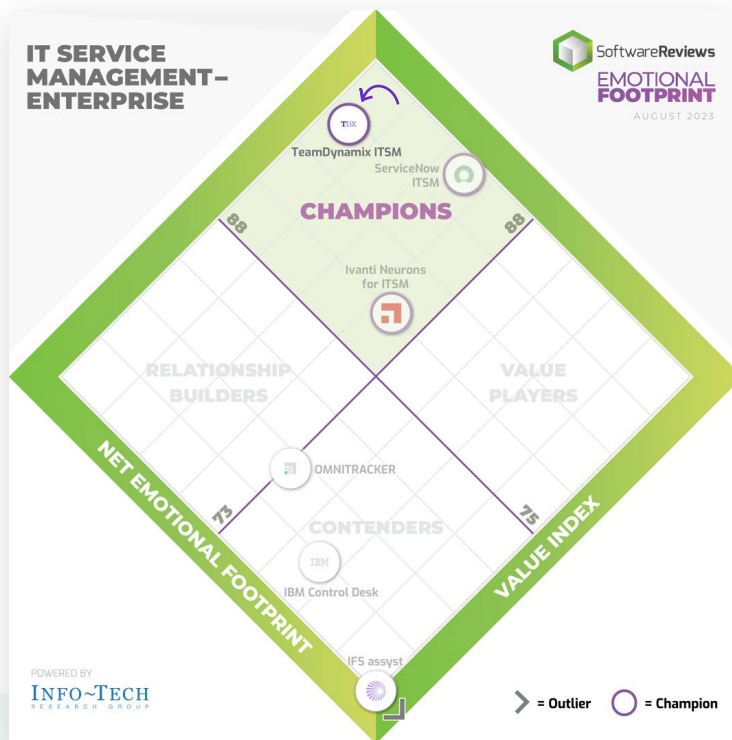 IT SERVICE
MANAGEMENT–
ENTERPRISE
SoftwareReviews
EMOTIONAL
FOOTPRINT
AUGUST 2023
TDX
TeamDynamix ITSM
ServiceNow
ITSM
CHAMPIONS
88
88
Ivanti Neurons
for ITSM
RELATIONSHIP
BUILDERS
VALUE
PLAYERS
OMNITRACKER
73
75
CONTENDERS
IBM
IBM Control Desk
NET EMOTIONAL FOOTPRINT
VALUE INDEX
IFS assyst
POWERED BY
INFO~TECH
RESEARCH GROUP
= Outlier
= Champion